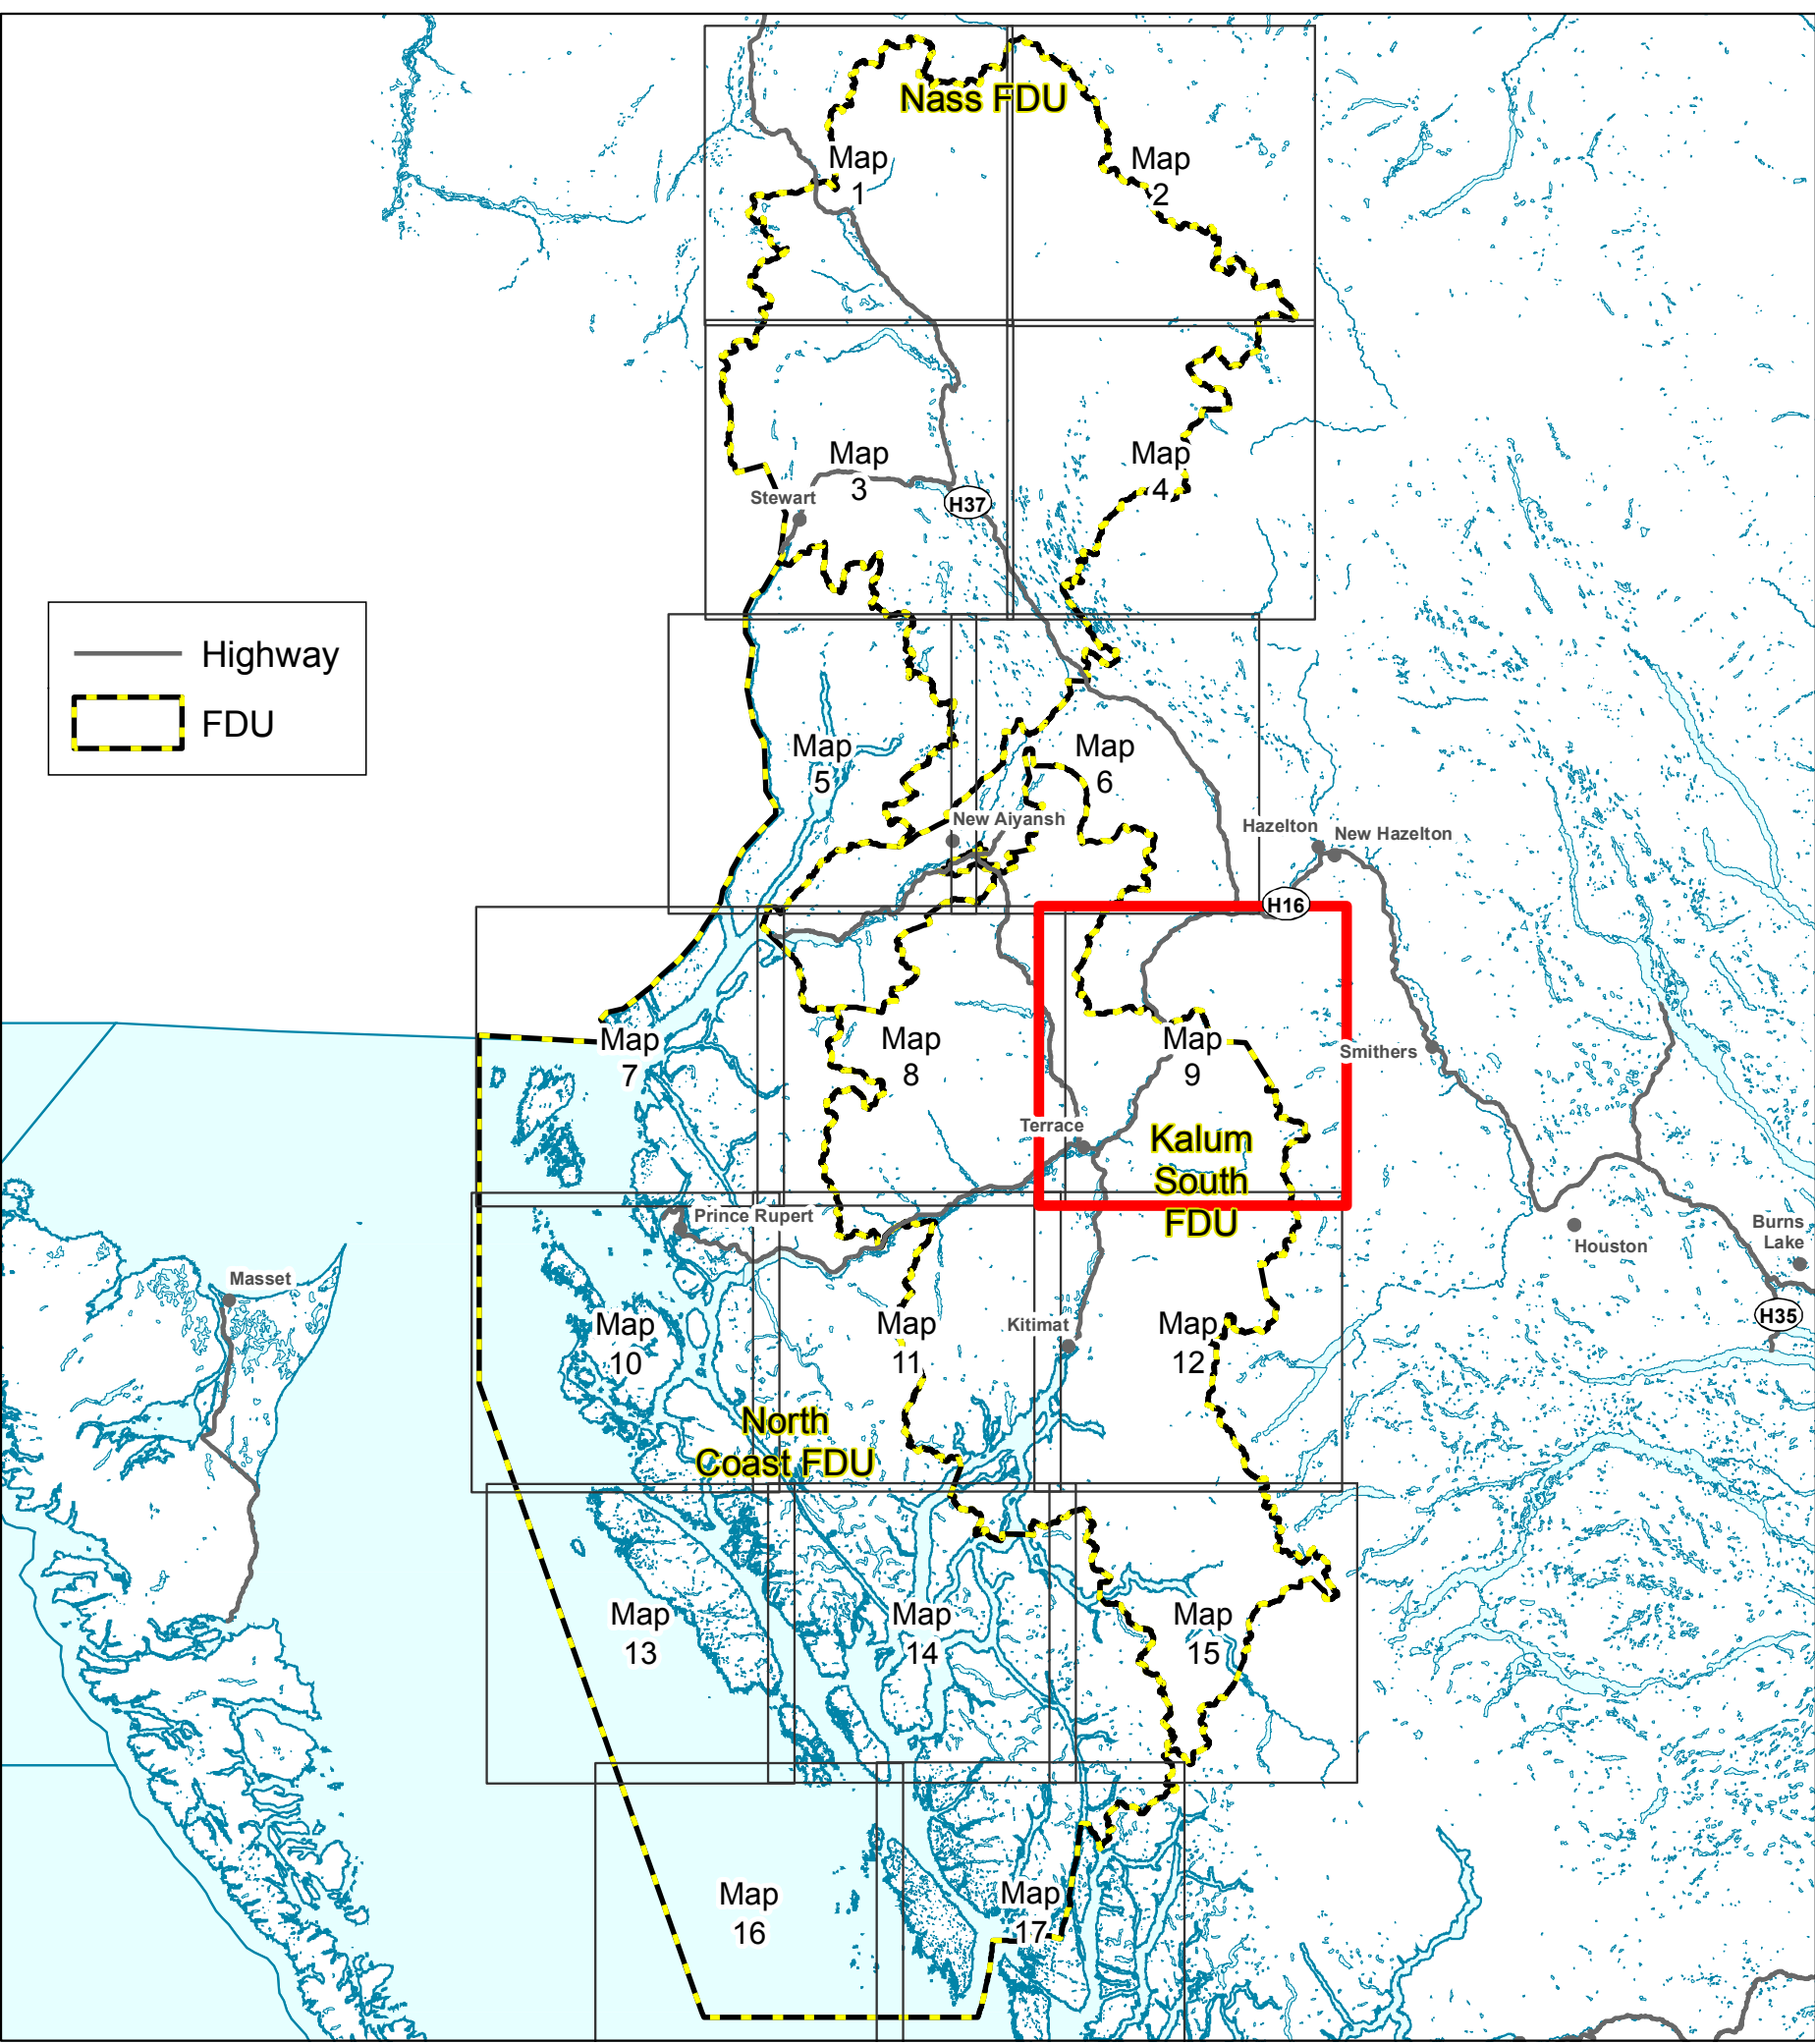 Nass FDU
Map
1
Map
2
Map
3
Map
4
Stewart
H37
Highway
FDU
Map
5
Map
6
New Aiyansh
Hazelton
New Hazelton
H16
Map
7
Map
8
Map
9
Smithers
Terrace
Kalum
South
FDU
Prince Rupert
Houston
Burns
Lake
Masset
H35
Map
10
Map
11
Kitimat
Map
12
North
Coast FDU
Map
13
Map
14
Map
15
Map
16
Map
17